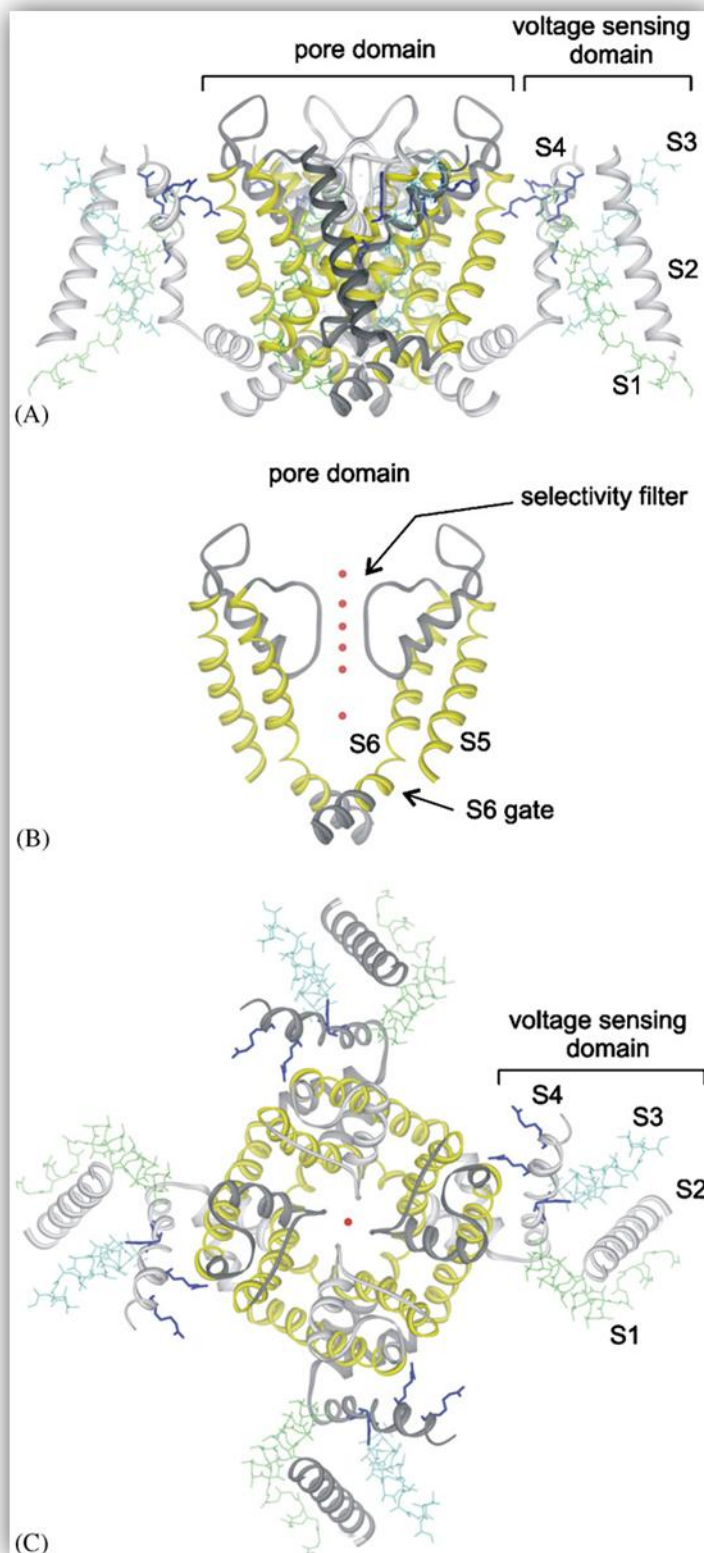 pore domain
voltage sensing
domain
S4
S3
S2
S1
(A)
pore domain
selectivity filter
S6
S5
S6 gate
(B)
voltage sensing
domain
S4
S3
S2
S1
(C)